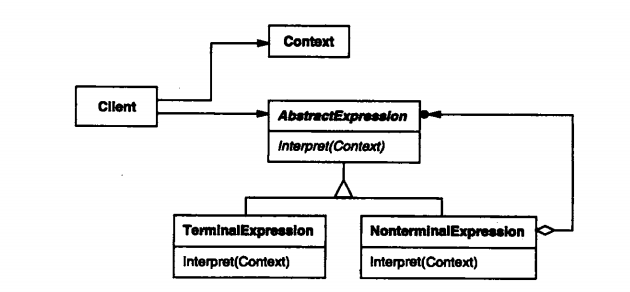 Context
Client
AbstractExpression
Interpret(Context)
TerminalExpression
Interpret(Context)
NonterminalExpression
Interpret(Context)